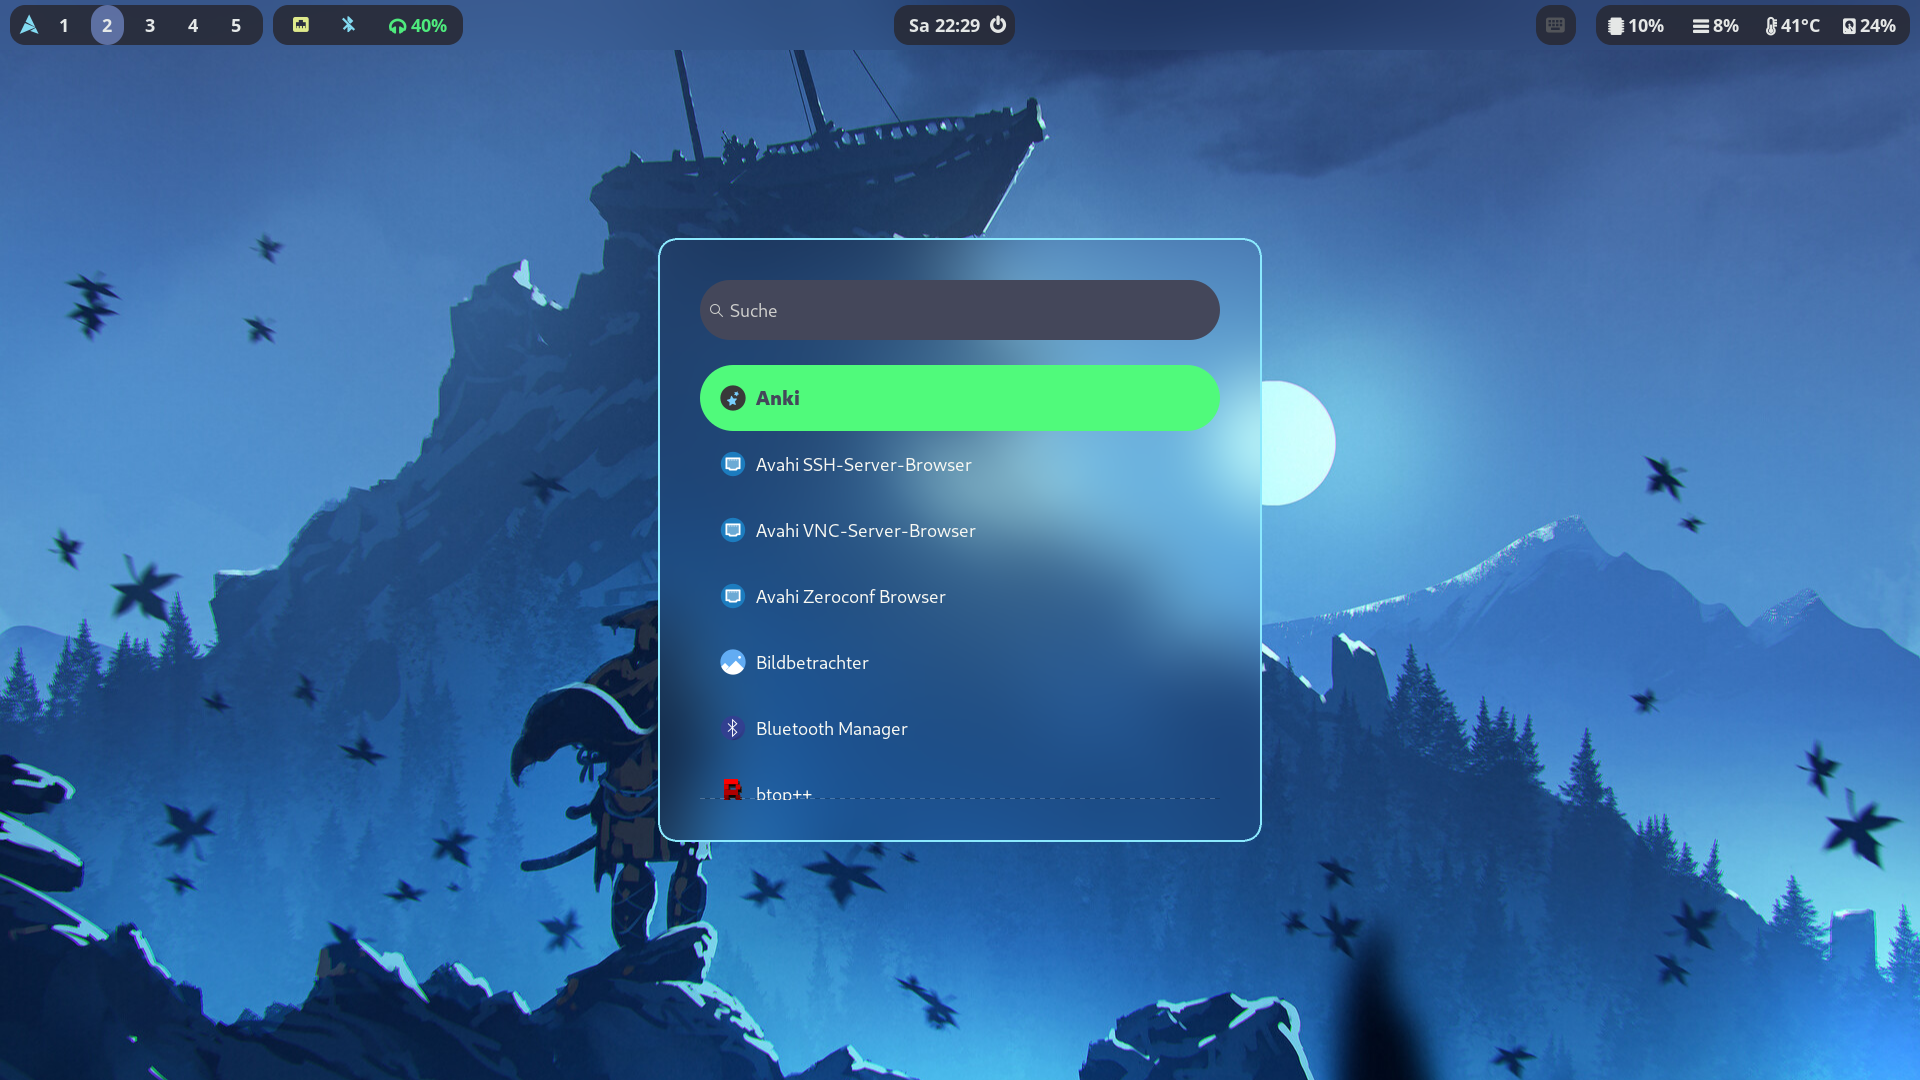 1 2 3 4 5 40% Sa 22:29 10% 8% 41°C 24%
Suche
Anki
Avahi SSH-Server-Browser
Avahi VNC-Server-Browser
Avahi Zeroconf Browser
Bildbetrachter
Bluetooth Manager
btop++